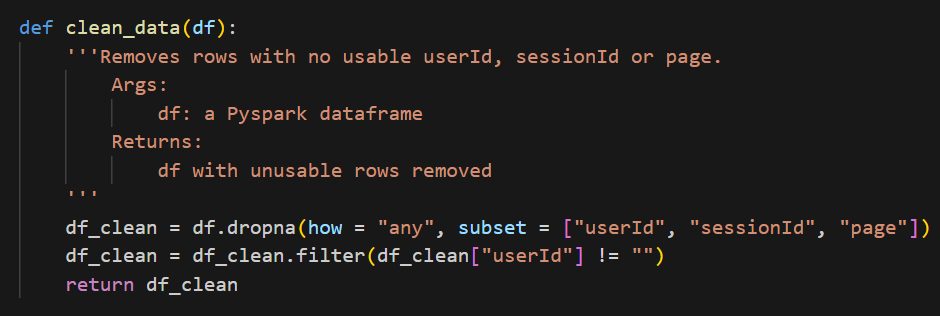 def clean_data(df):
    '''Removes rows with no usable userId, sessionId or page.
        Args:
            df: a Pyspark dataframe
        Returns:
            df with unusable rows removed
    '''
    df_clean = df.dropna(how = "any", subset = ["userId", "sessionId", "page"])
    df_clean = df_clean.filter(df_clean["userId"] != "")
    return df_clean